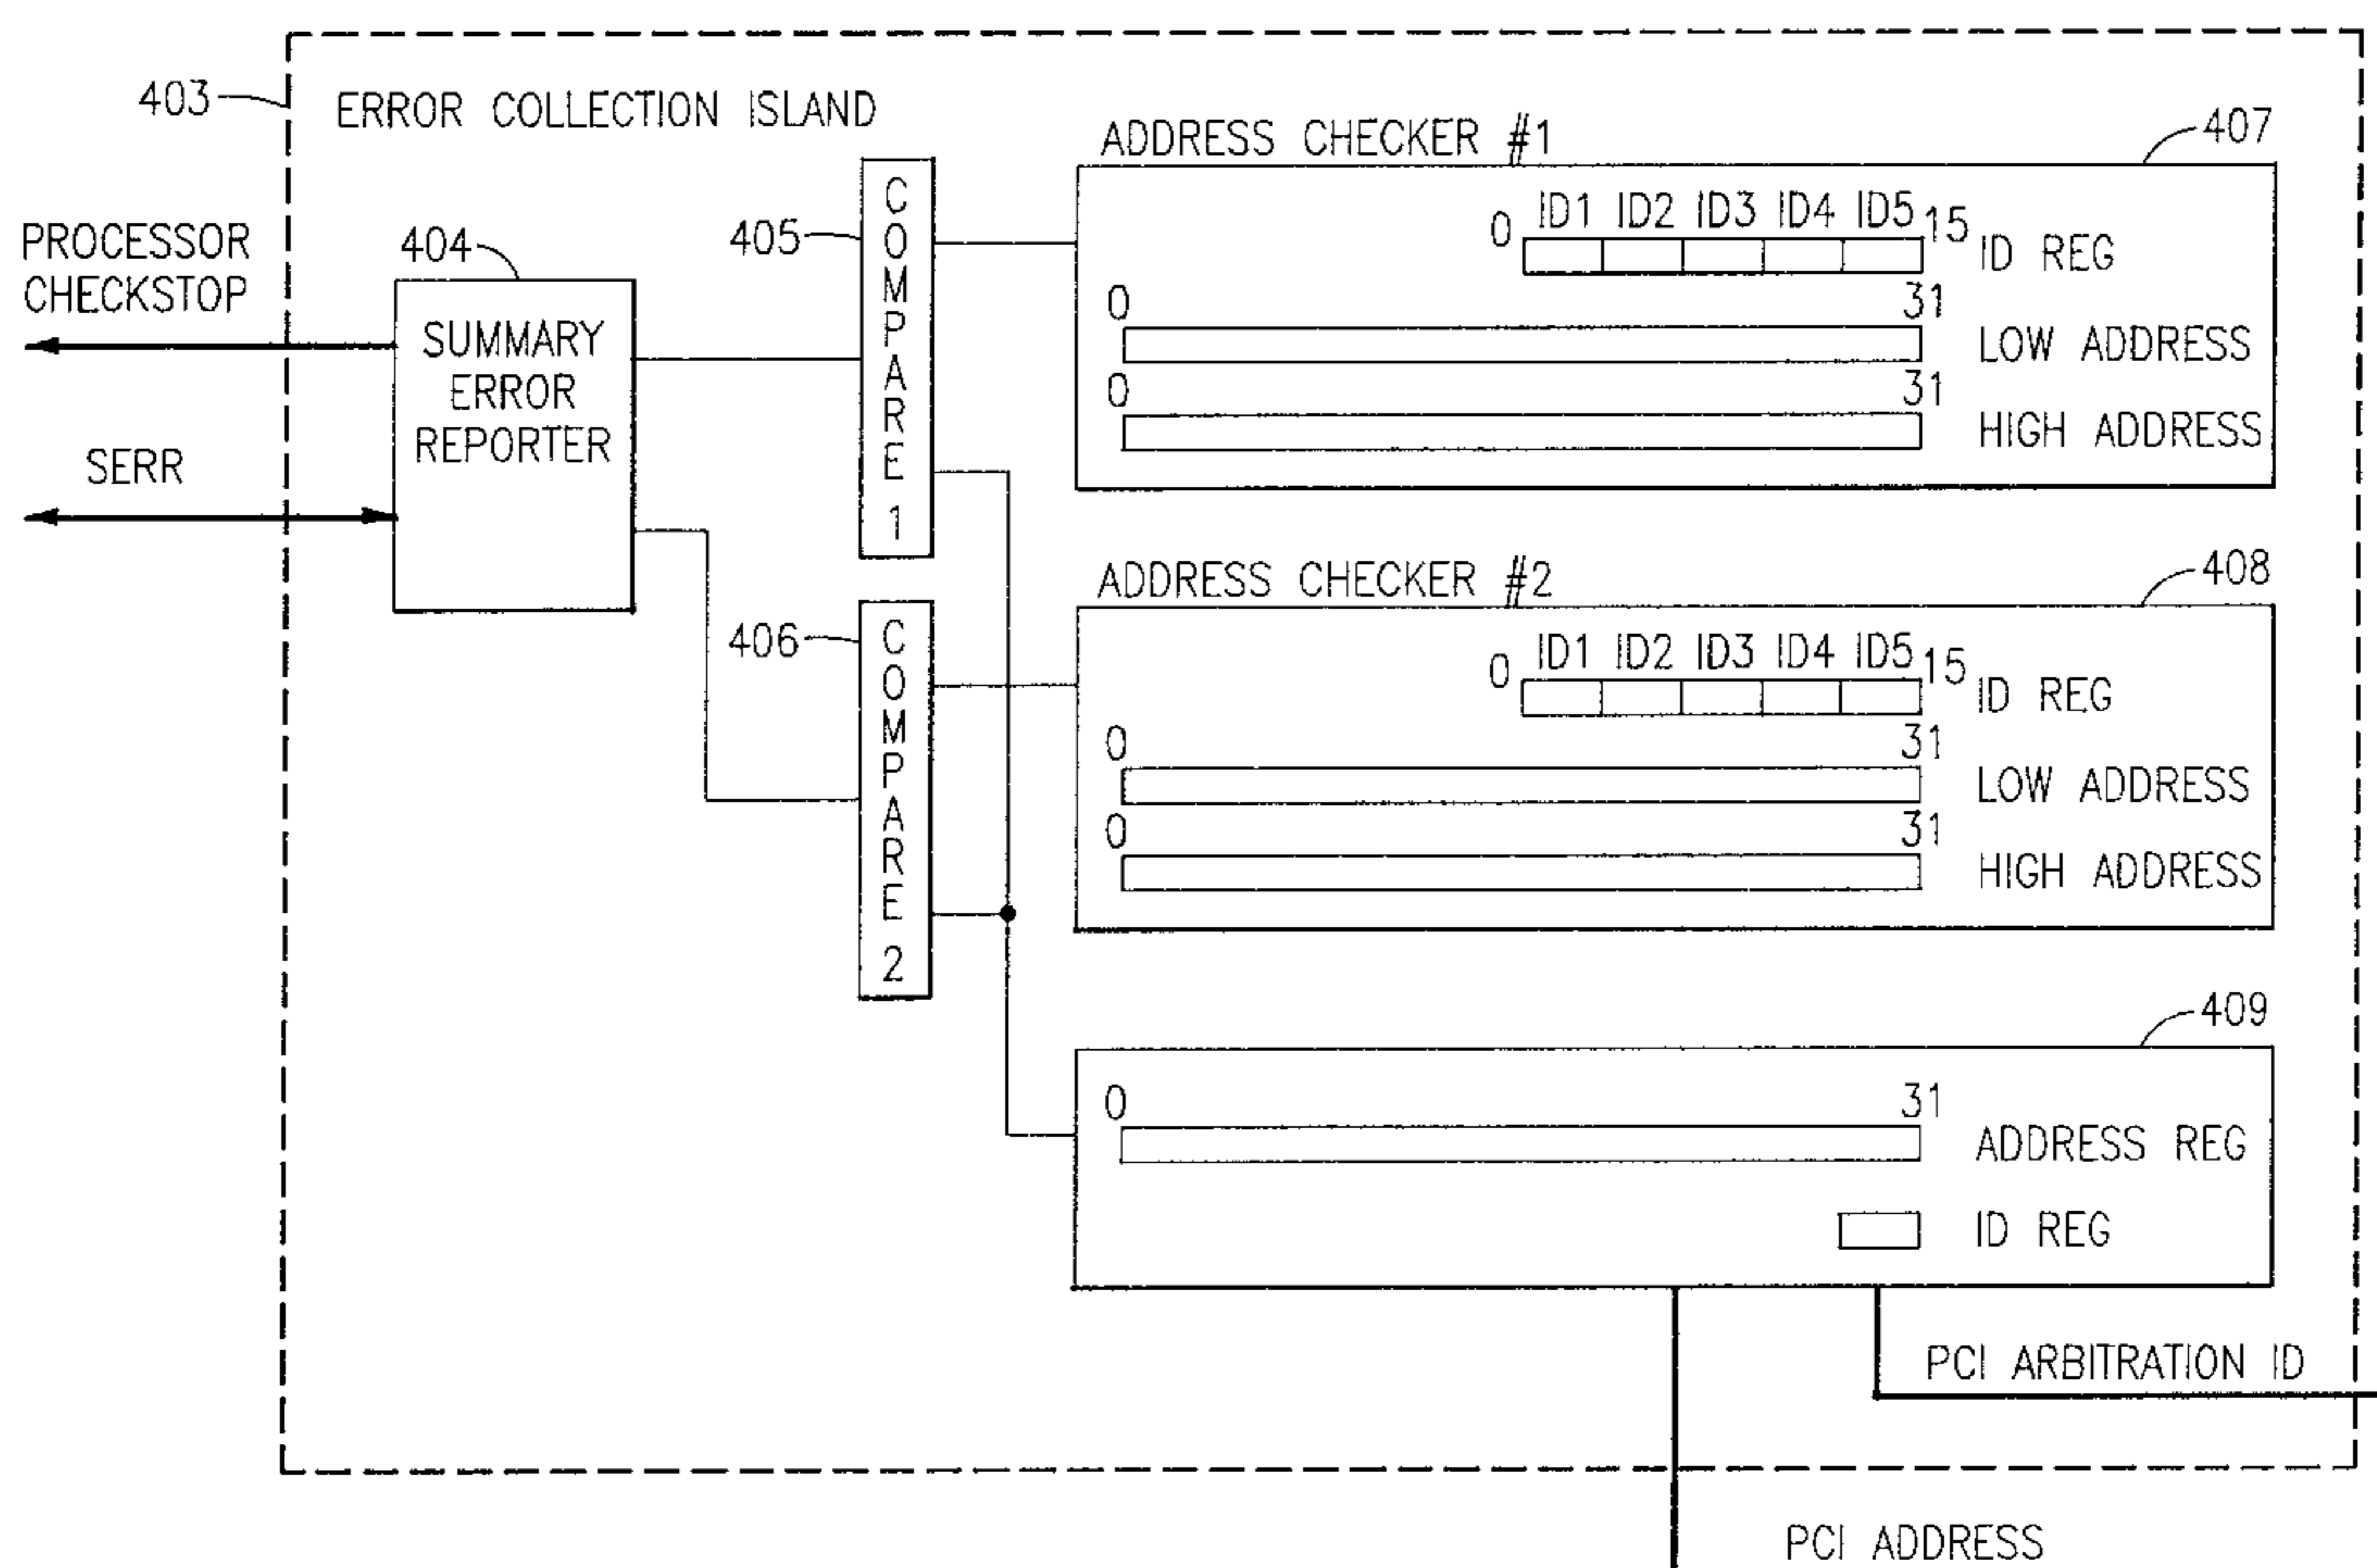 403
ERROR COLLECTION ISLAND
PROCESSOR
CHECKSTOP
SERR
404
SUMMARY
ERROR
REPORTER
405
COMPARE 1
406
COMPARE 2
ADDRESS CHECKER #1
407
0 ID1 ID2 ID3 ID4 ID5 15 ID REG
0 31
LOW ADDRESS
0 31
HIGH ADDRESS
ADDRESS CHECKER #2
408
0 ID1 ID2 ID3 ID4 ID5 15 ID REG
0 31
LOW ADDRESS
0 31
HIGH ADDRESS
409
0 31
ADDRESS REG
ID REG
PCI ARBITRATION ID
PCI ADDRESS